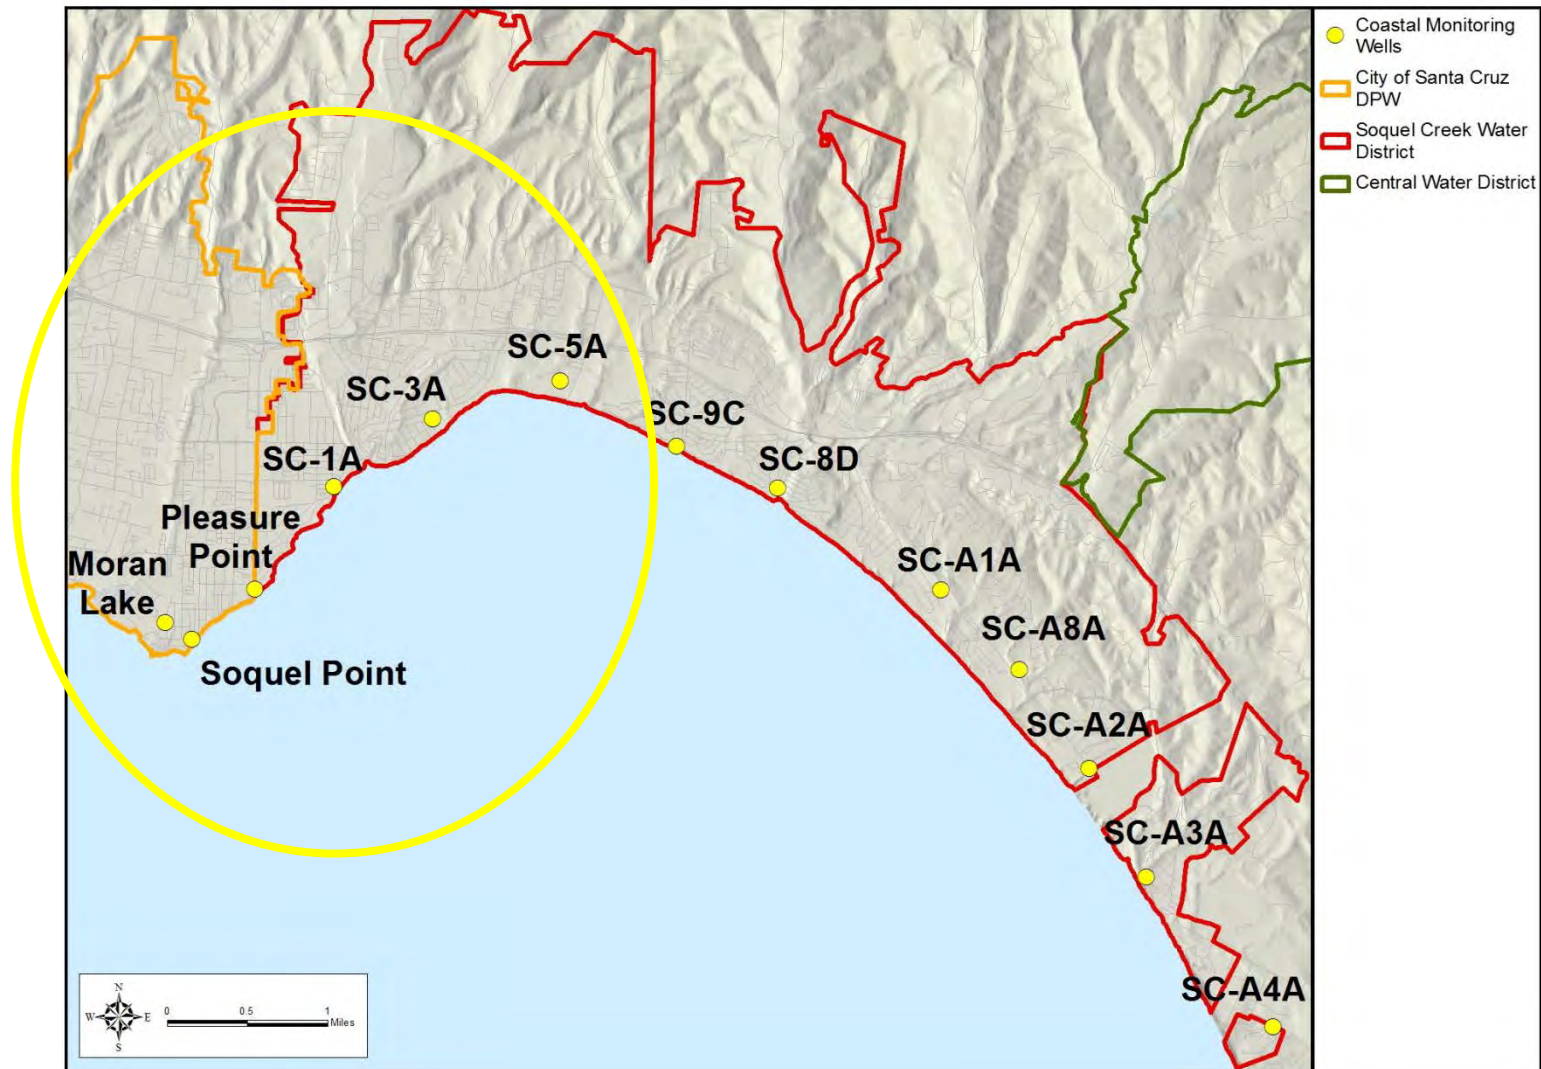 Coastal Monitoring
Wells
City of Santa Cruz
DPW
Soquel Creek Water
District
Central Water District
SC-5A
SC-3A
SC-9C
SC-1A
SC-8D
Pleasure
Point
Moran
Lake
SC-A1A
SC-A8A
Soquel Point
SC-A2A
SC-A3A
SC-A4A
N
W E
S
0 0.5 1
Miles